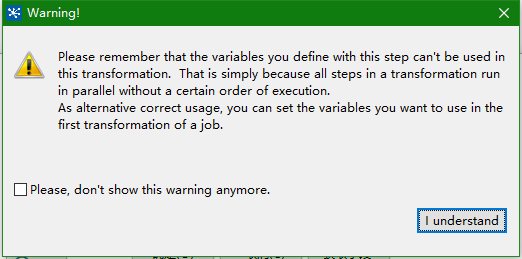 Warning!
Please remember that the variables you define with this step can't be used in
this transformation.  That is simply because all steps in a transformation run
in parallel without a certain order of execution.
As alternative correct usage, you can set the variables you want to use in the
first transformation of a job.
Please, don't show this warning anymore.
I understand